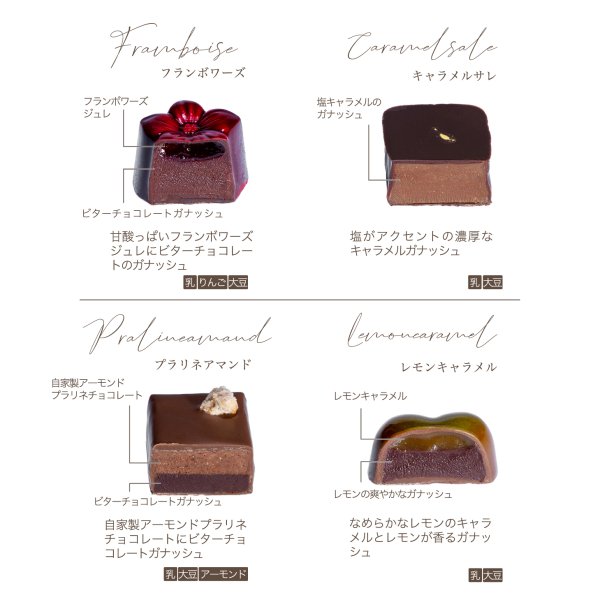 Framboise
フランボワーズ
フランボワーズ
ジュレ
ビターチョコレートガナッシュ
甘酸っぱいフランボワーズ
ジュレにビターチョコレー
トのガナッシュ
乳 りんご 大豆
Caramelsale
キャラメルサレ
塩キャラメルの
ガナッシュ
塩がアクセントの濃厚な
キャラメルガナッシュ
乳 大豆
Pralineamand
プラリネアマンド
自家製アーモンド
プラリネチョコレート
ビターチョコレートガナッシュ
自家製アーモンドプラリネ
チョコレートにビターチョ
コレートガナッシュ
乳 大豆 アーモンド
Lemoncaramel
レモンキャラメル
レモンキャラメル
レモンの爽やかなガナッシュ
なめらかなレモンのキャラ
メルとレモンが香るガナッ
シュ
乳 大豆